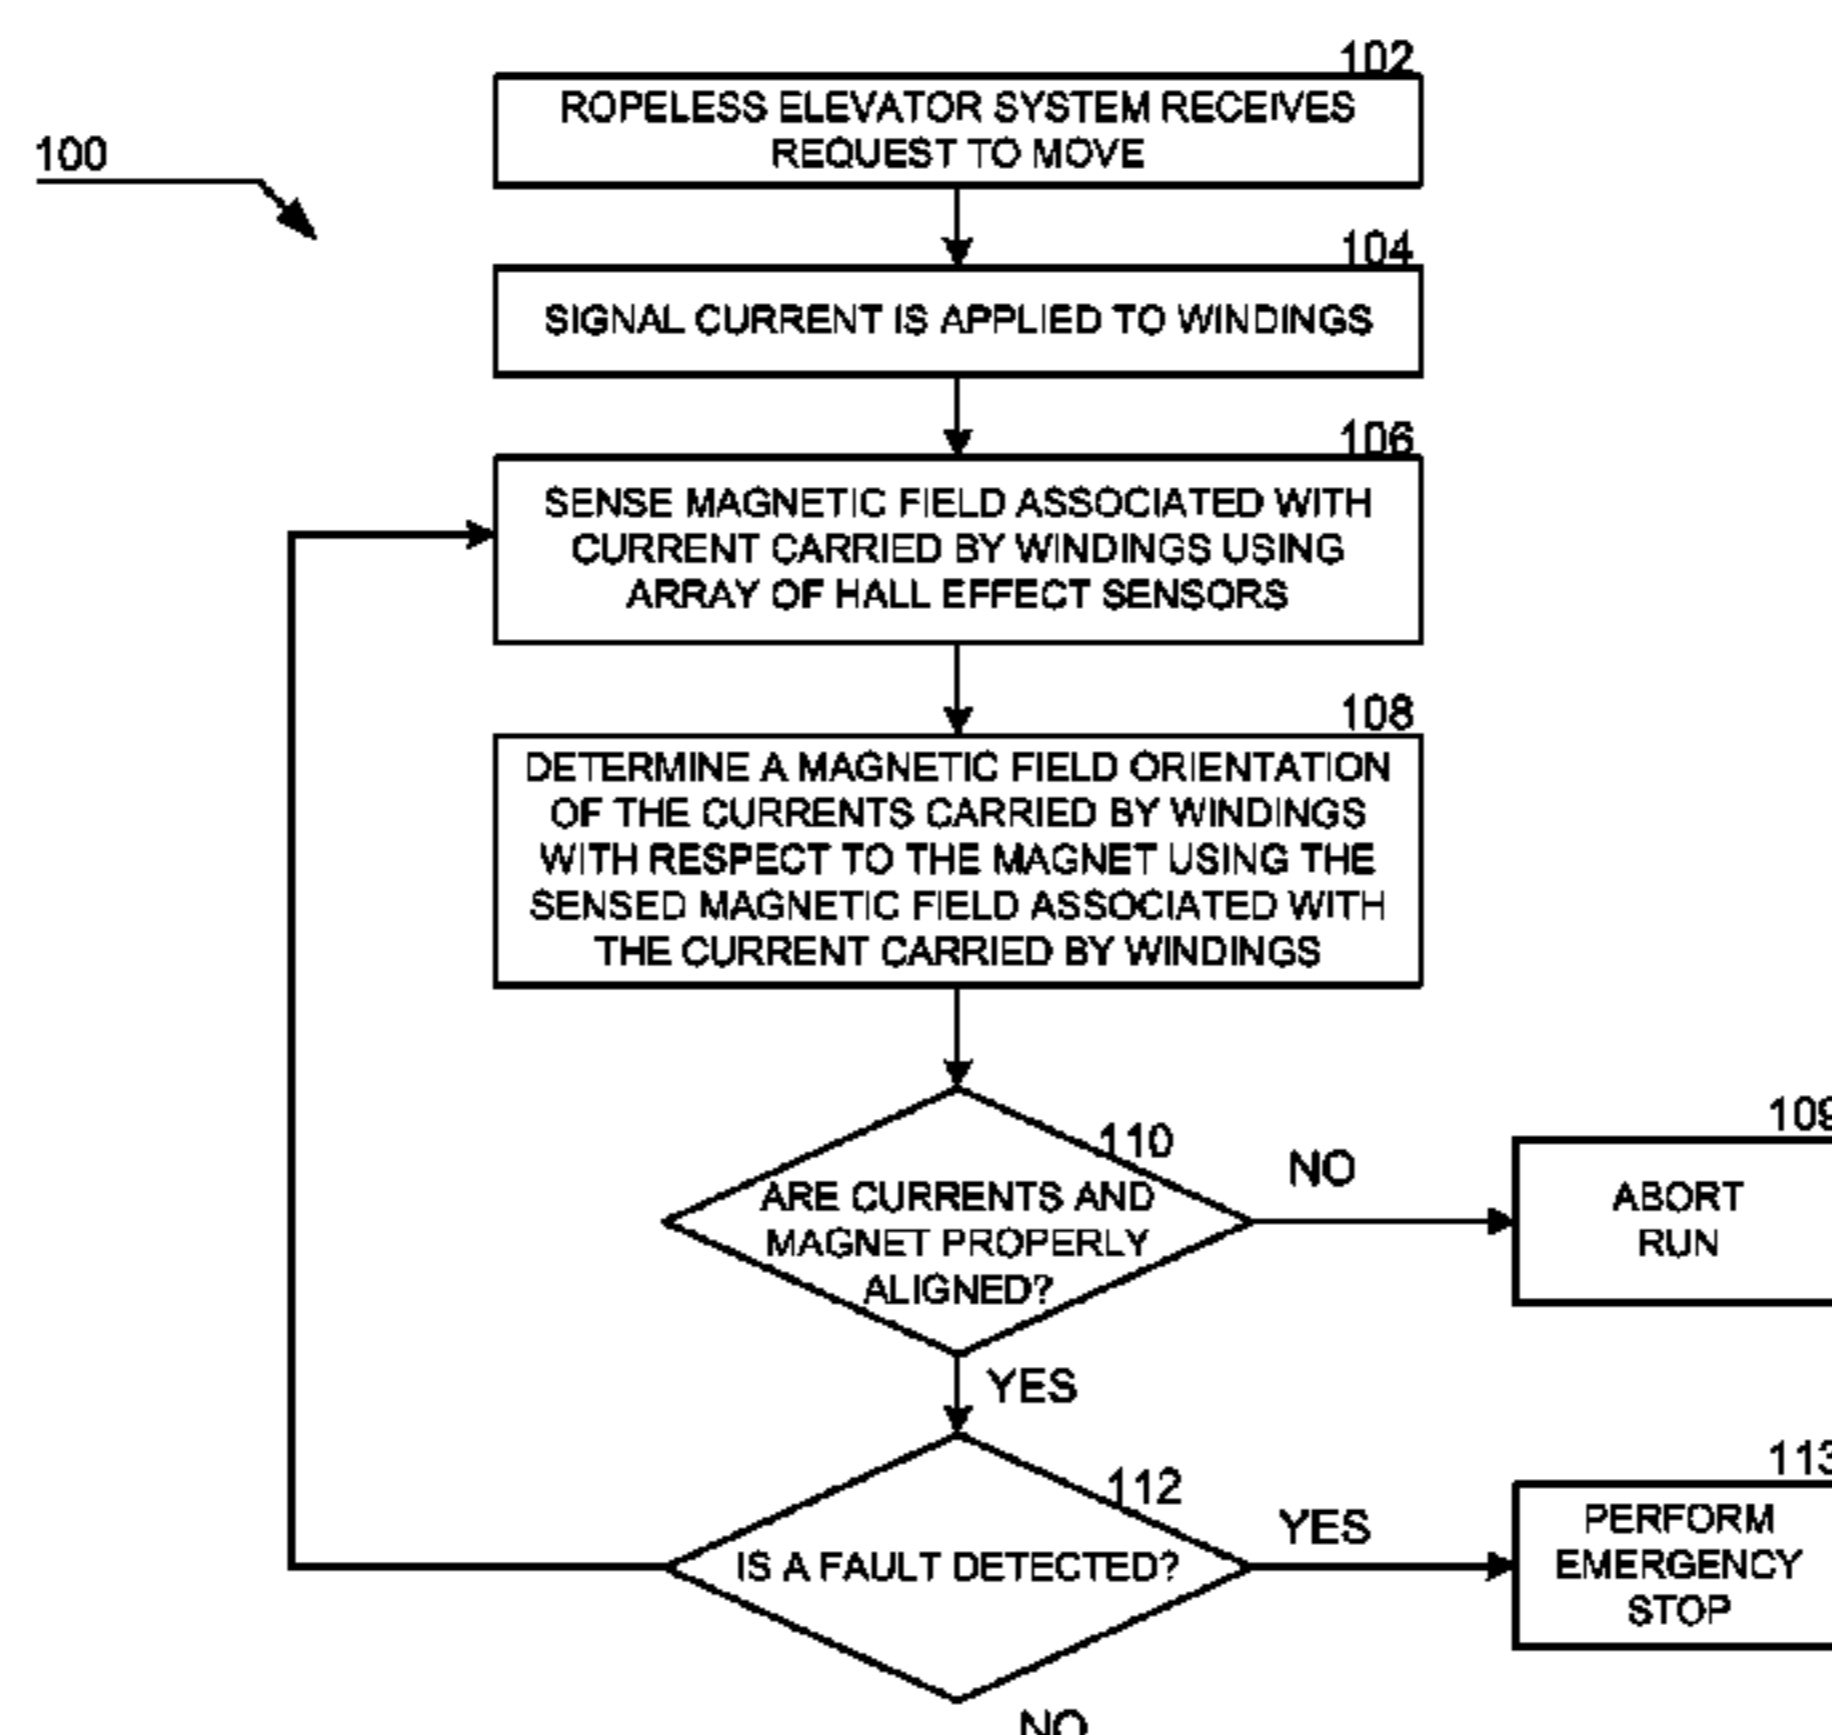 102
ROPELESS ELEVATOR SYSTEM RECEIVES
REQUEST TO MOVE
100
104
SIGNAL CURRENT IS APPLIED TO WINDINGS
106
SENSE MAGNETIC FIELD ASSOCIATED WITH
CURRENT CARRIED BY WINDINGS USING
ARRAY OF HALL EFFECT SENSORS
108
DETERMINE A MAGNETIC FIELD ORIENTATION
OF THE CURRENTS CARRIED BY WINDINGS
WITH RESPECT TO THE MAGNET USING THE
SENSED MAGNETIC FIELD ASSOCIATED WITH
THE CURRENT CARRIED BY WINDINGS
110
ARE CURRENTS AND
MAGNET PROPERLY
ALIGNED?
NO
109
ABORT
RUN
YES
112
IS A FAULT DETECTED?
YES
113
PERFORM
EMERGENCY
STOP
NO